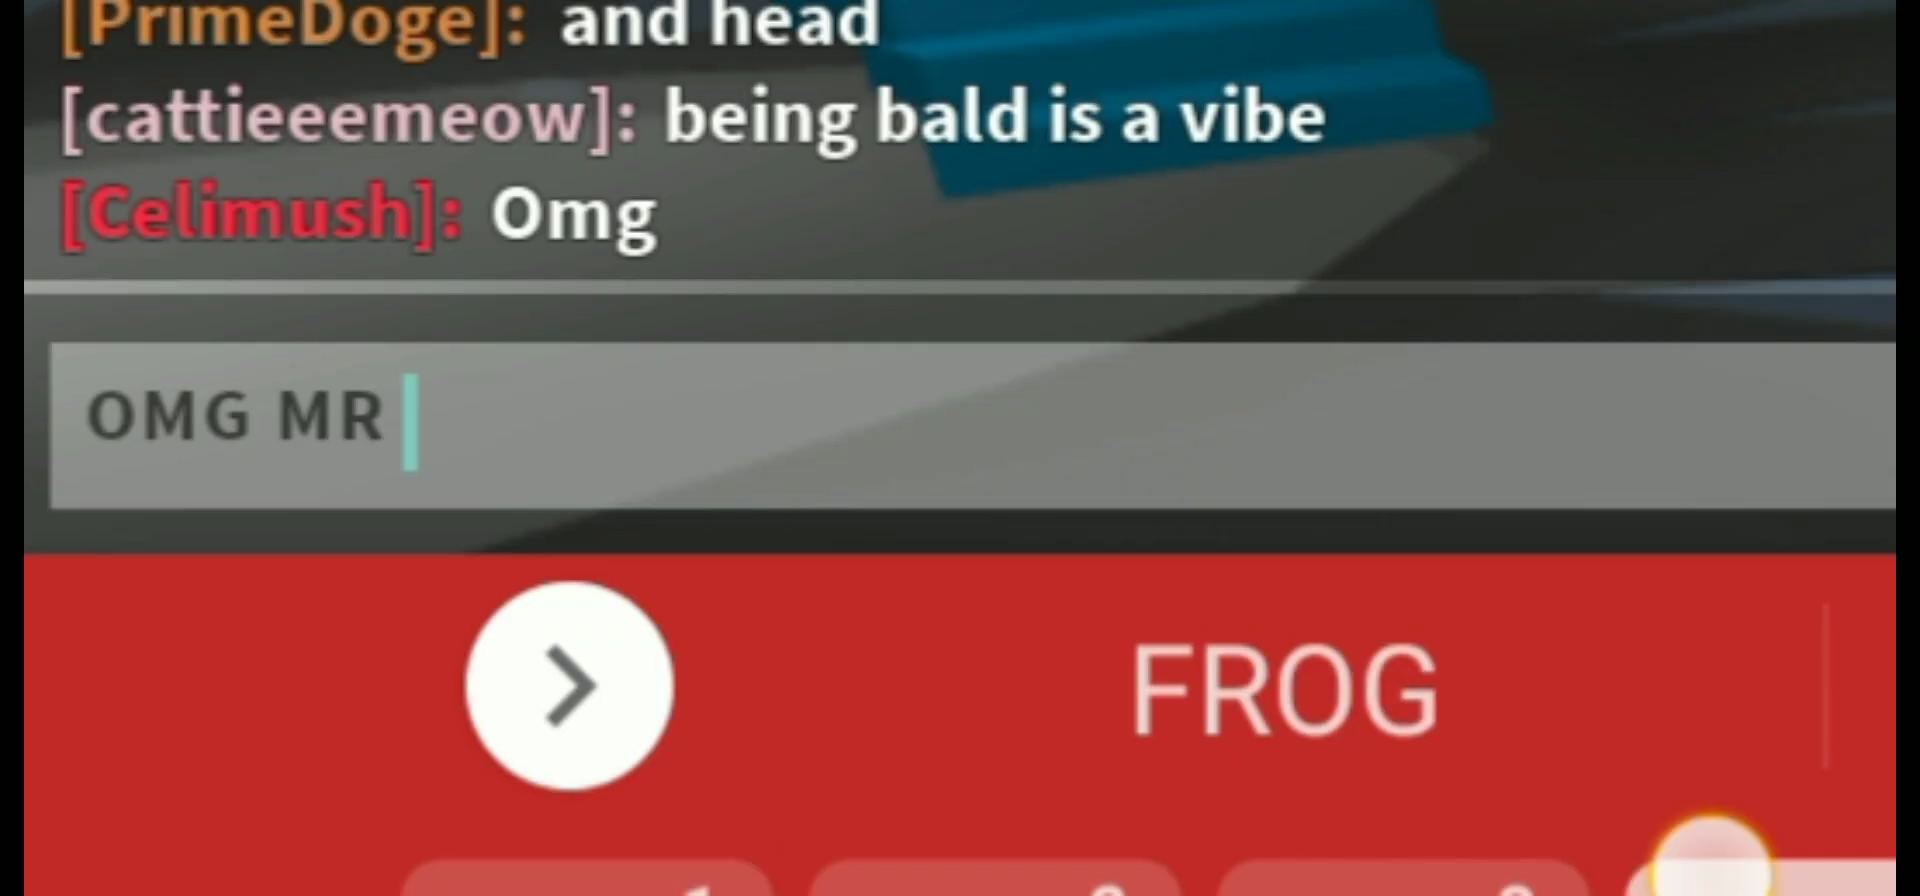 [PrimeDoge]: and head
[cattieeemeow]: being bald is a vibe
[Celimush]: Omg
OMG MR
FROG